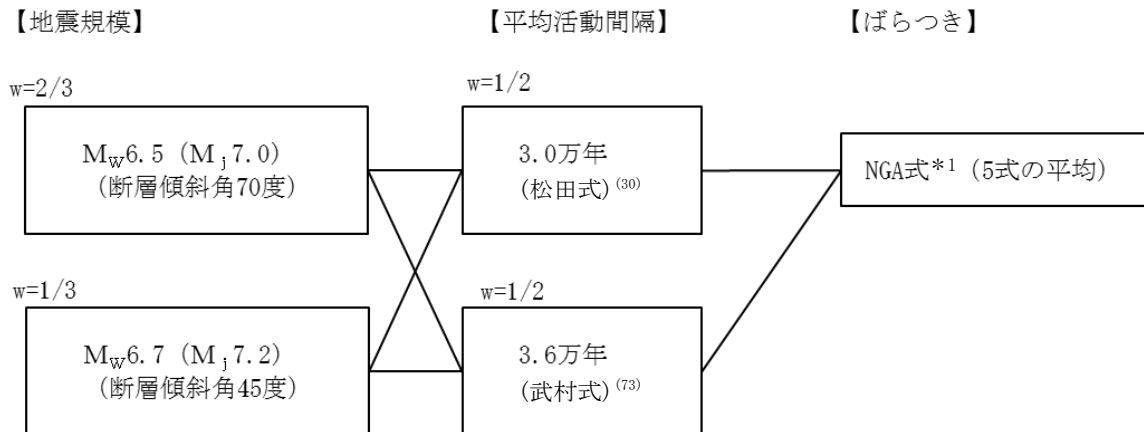 【地震規模】 【平均活動間隔】 【ばらつき】
w=2/3
MW6.5（Mj7.0）
（断層傾斜角70度）
w=1/2
3.0万年
(松田式)(30)
NGA式*1（5式の平均）
w=1/3
MW6.7（Mj7.2）
（断層傾斜角45度）
w=1/2
3.6万年
(武村式)(73)